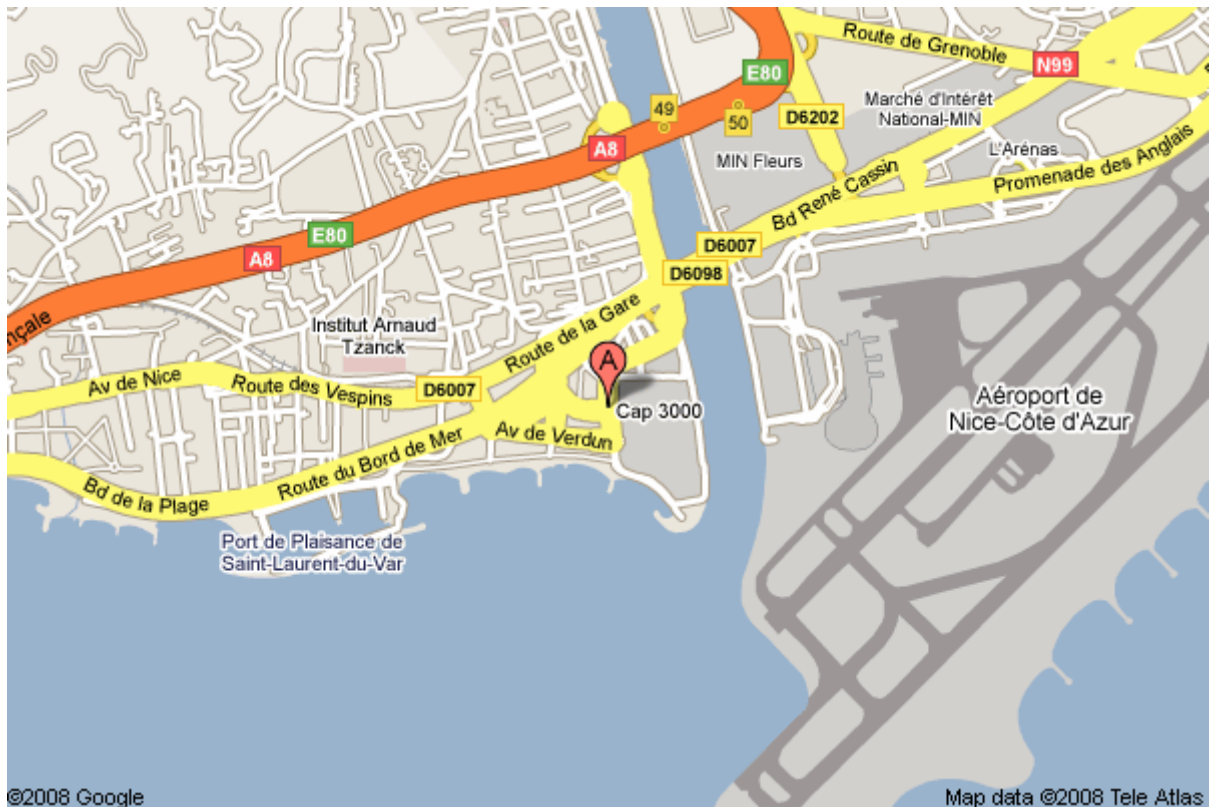 Route de Grenoble
N99
E80
49
50
D6202
Marché d'Intérêt
National-MIN
A8
MIN Fleurs
L'Arénas
Promenade des Anglais
Bd René Cassin
E80
A8
D6007
D6098
nçale
Institut Arnaud
Tzanck
Route de la Gare
A
Av de Nice
Route des Vespins
D6007
Cap 3000
Aéroport de
Nice-Côte d'Azur
Av de Verdun
Route du Bord de Mer
Bd de la Plage
Port de Plaisance de
Saint-Laurent-du-Var
©2008 Google
Map data ©2008 Tele Atlas